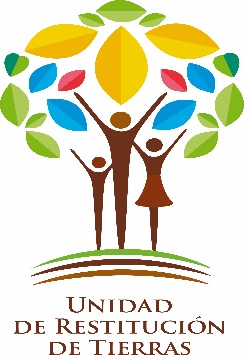 UNIDAD
DE RESTITUCIÓN
DE TIERRAS